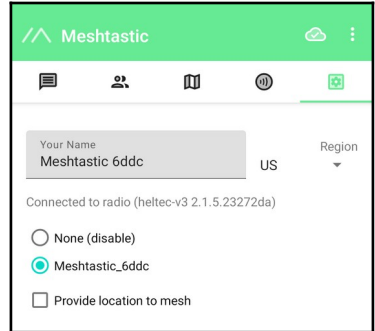 Meshtastic
Your Name
Meshtastic 6ddc
US
Region
Connected to radio (heltec-v3 2.1.5.23272da)
None (disable)
Meshtastic_6ddc
Provide location to mesh